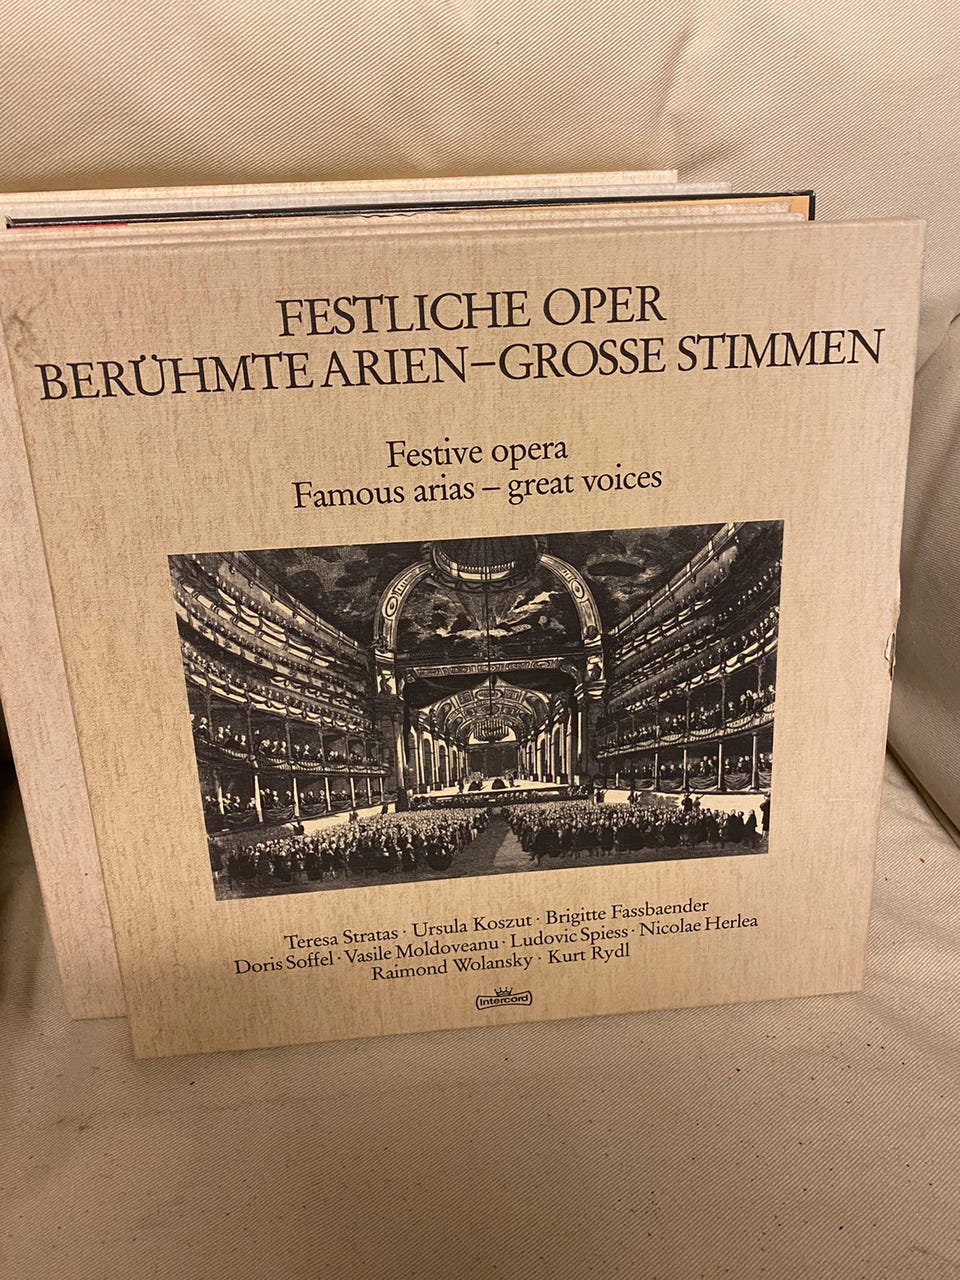 FESTLICHE OPER
BERÜHMTE ARIEN–GROSSE STIMMEN
Festive opera
Famous arias – great voices
Teresa Stratas · Ursula Koszut · Brigitte Fassbaender
Doris Soffel · Vasile Moldoveanu · Ludovic Spiess · Nicolae Herlea
Raimond Wolansky · Kurt Rydl
Intercord